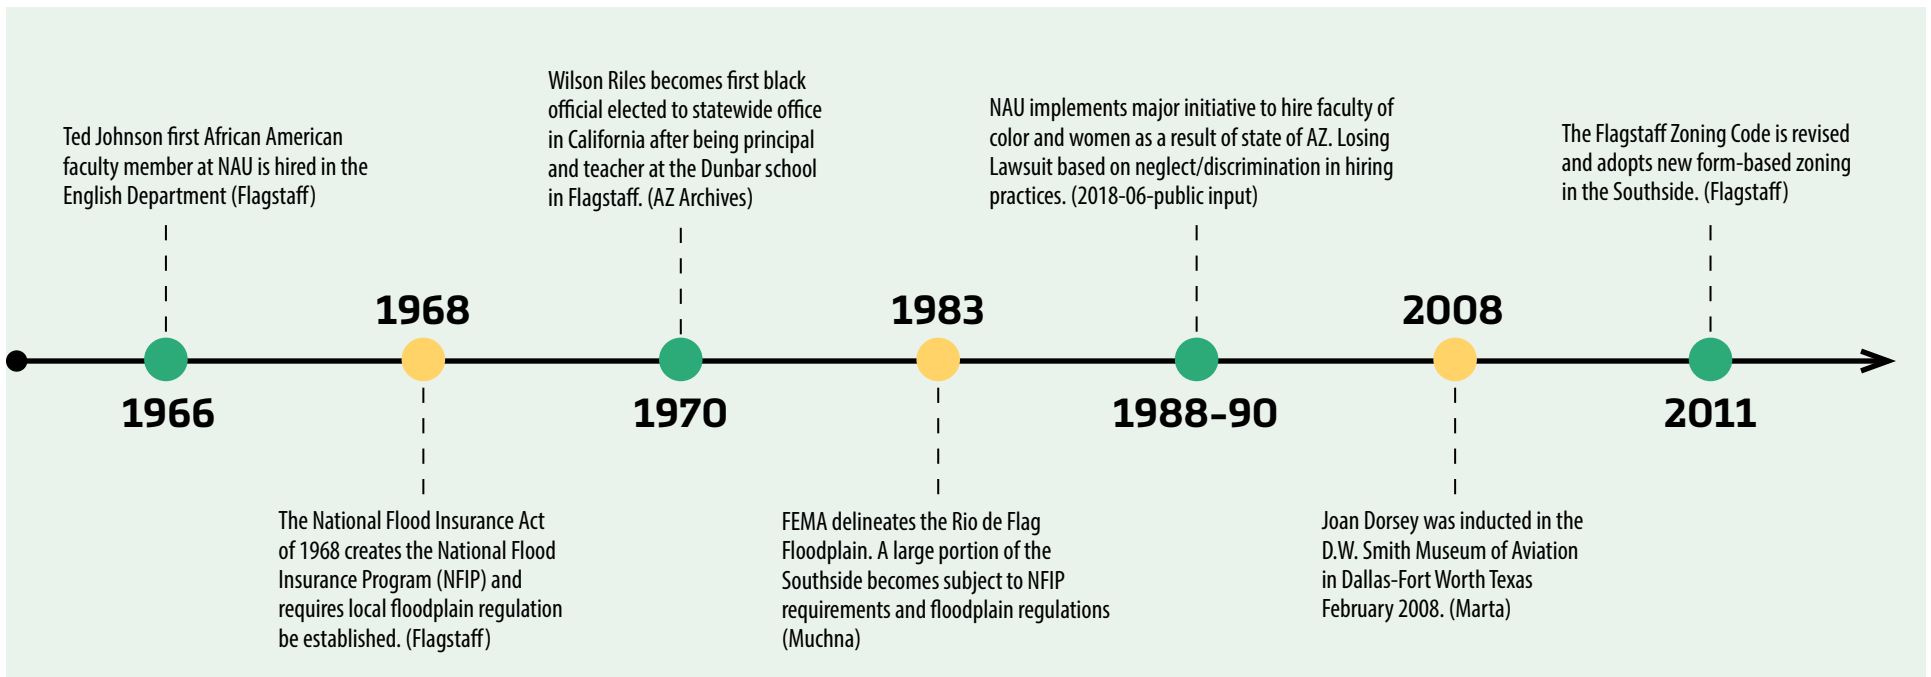 Ted Johnson first African American
faculty member at NAU is hired in the
English Department (Flagstaff)
1966
1968
The National Flood Insurance Act
of 1968 creates the National Flood
Insurance Program (NFIP) and
requires local floodplain regulation
be established. (Flagstaff)
Wilson Riles becomes first black
official elected to statewide office
in California after being principal
and teacher at the Dunbar school
in Flagstaff. (AZ Archives)
1970
1983
FEMA delineates the Rio de Flag
Floodplain. A large portion of the
Southside becomes subject to NFIP
requirements and floodplain regulations
(Muchna)
NAU implements major initiative to hire faculty of
color and women as a result of state of AZ. Losing
Lawsuit based on neglect/discrimination in hiring
practices. (2018-06-public input)
1988-90
2008
Joan Dorsey was inducted in the
D.W. Smith Museum of Aviation
in Dallas-Fort Worth Texas
February 2008. (Marta)
The Flagstaff Zoning Code is revised
and adopts new form-based zoning
in the Southside. (Flagstaff)
2011